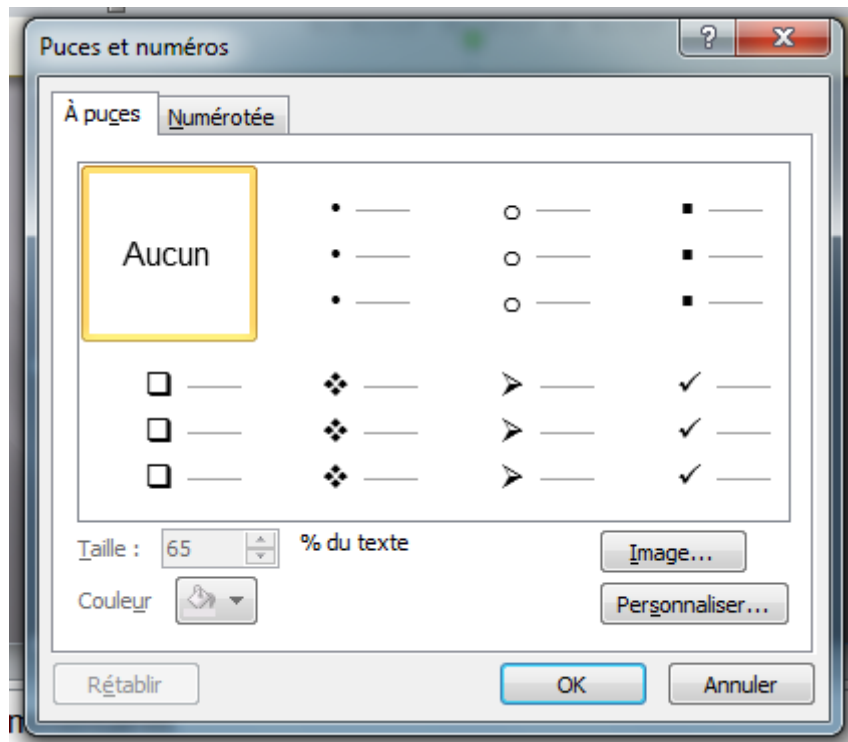 Puces et numéros
À puces Numérotée
Aucun
Taille : 65 % du texte
Image...
Couleur
Personnaliser...
Rétablir OK Annuler